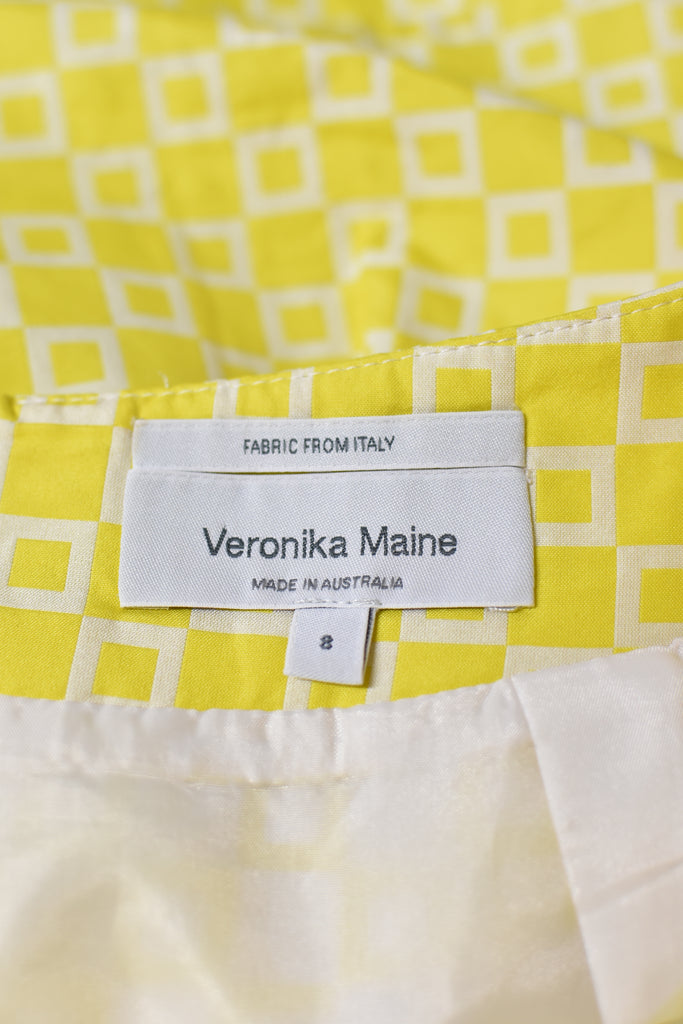 FABRIC FROM ITALY
Veronika Maine
MADE IN AUSTRALIA
8